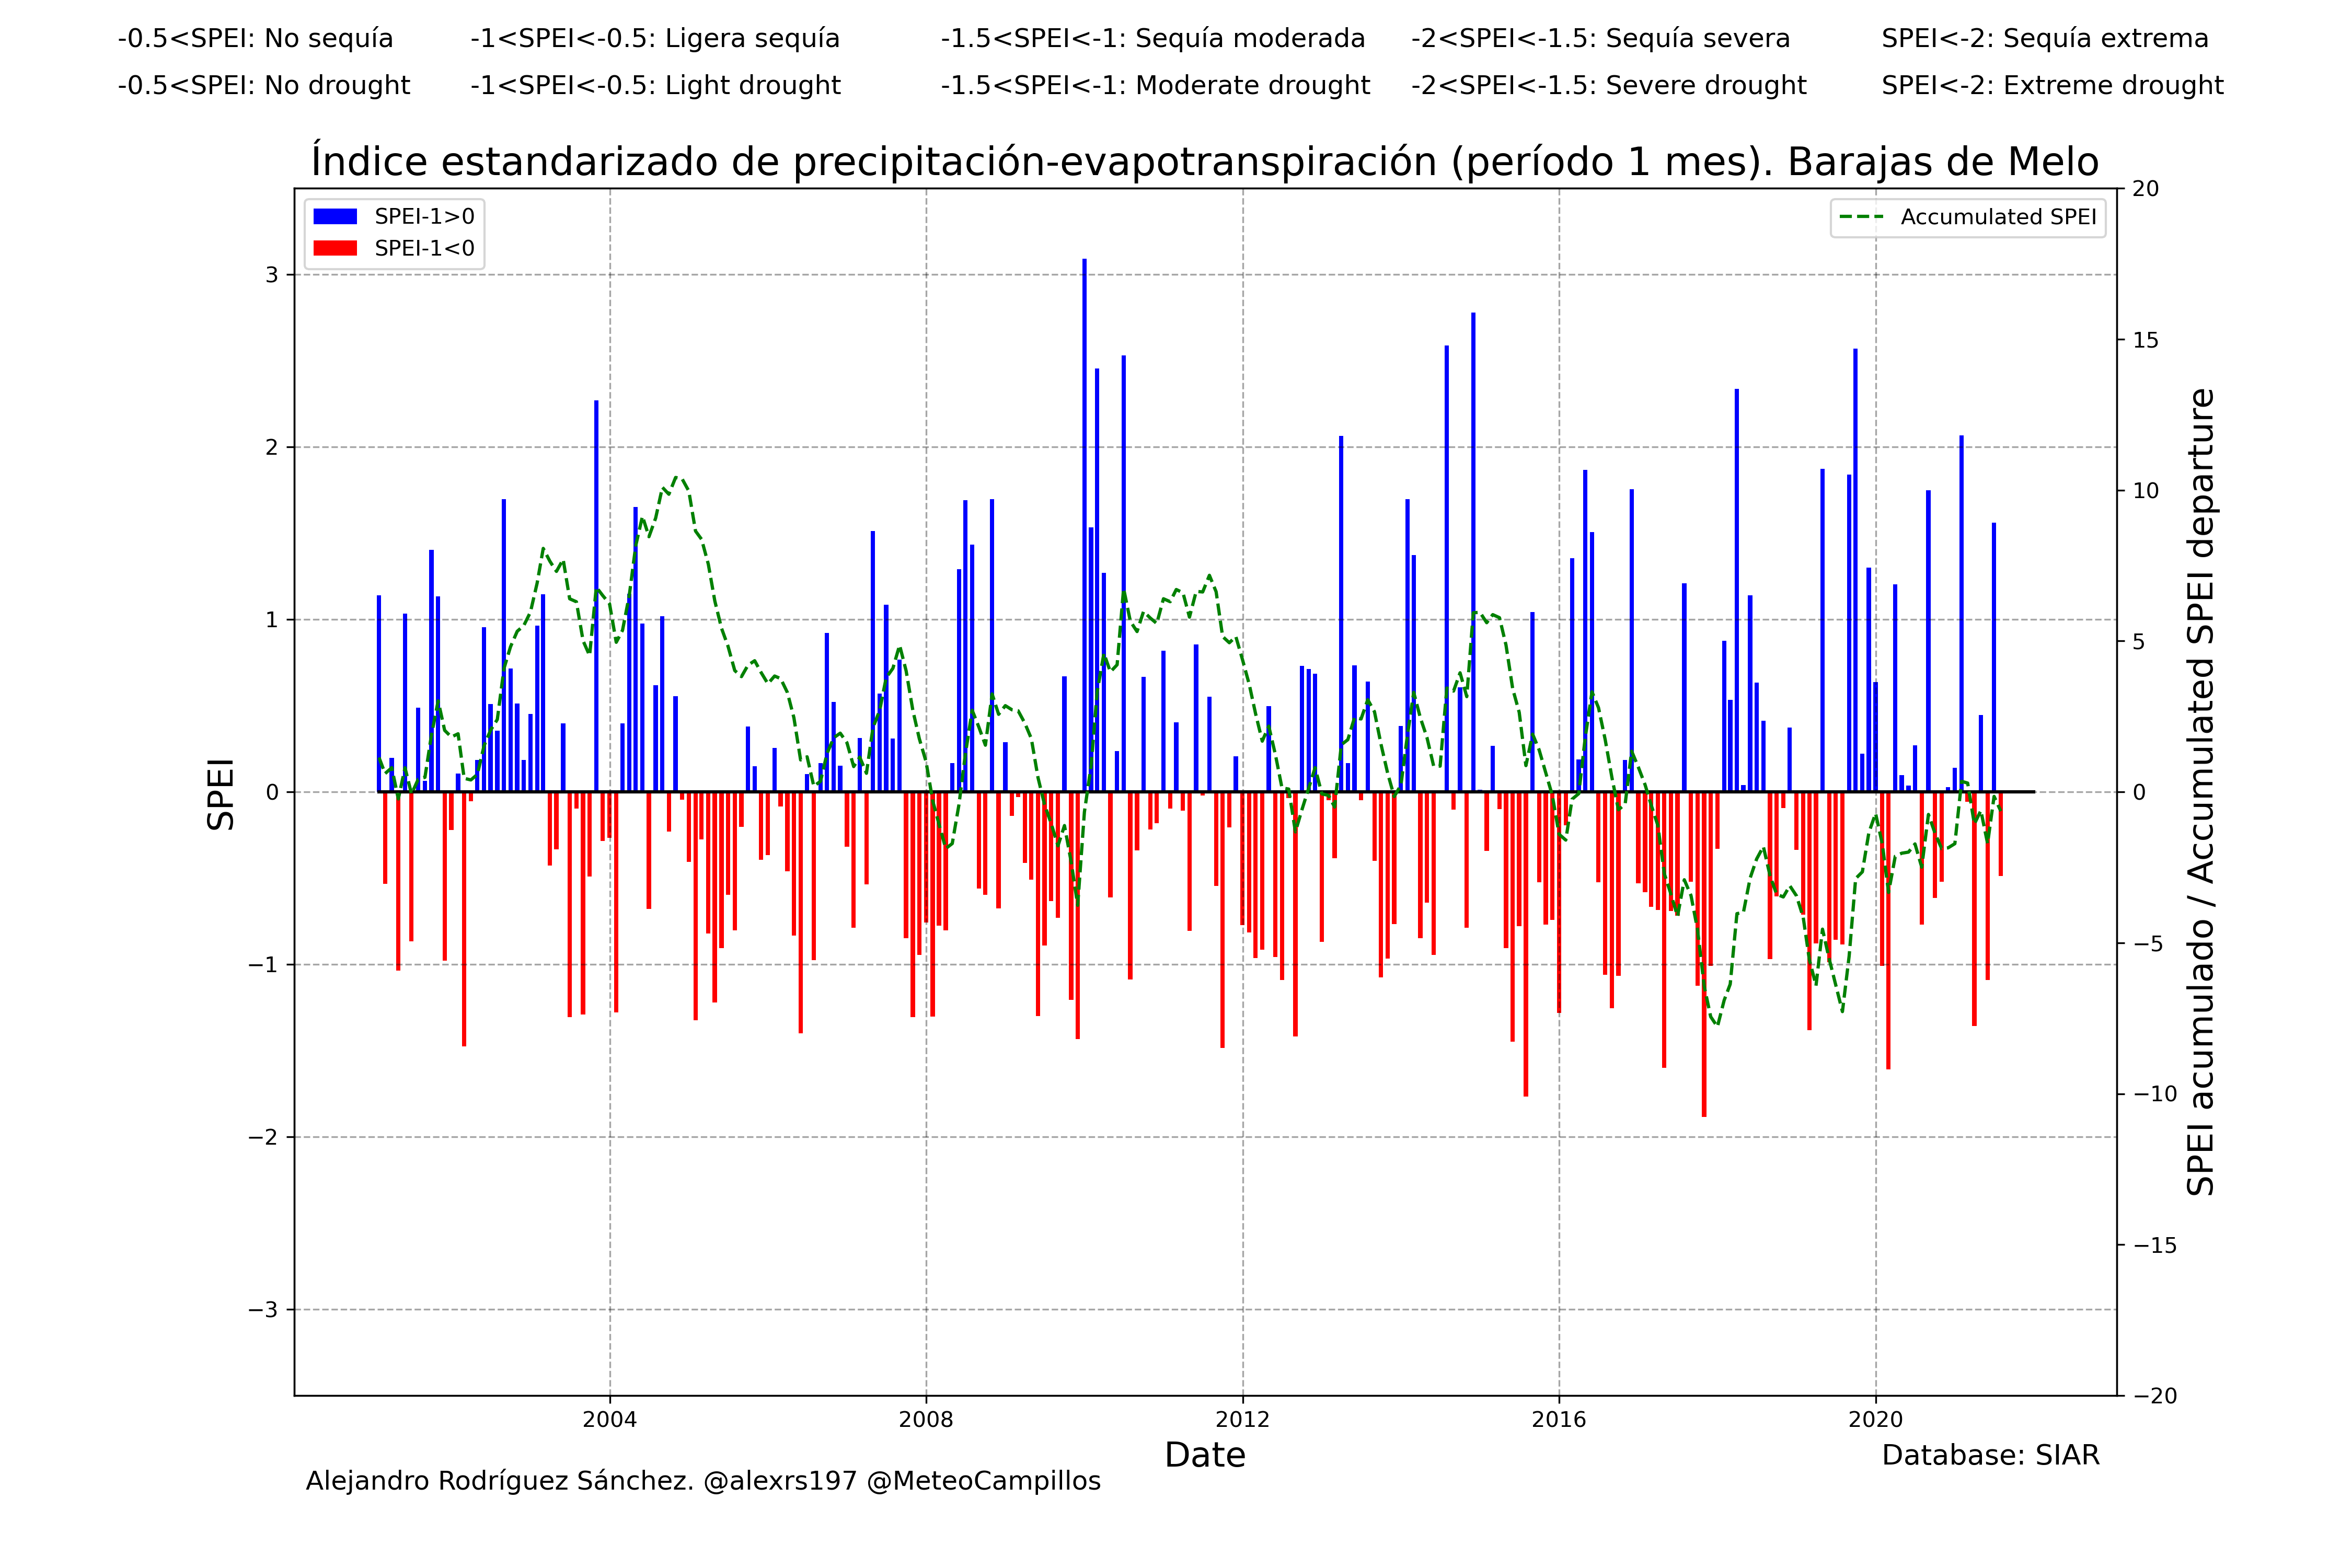 -0.5<SPEI: No sequía -1<SPEI<-0.5: Ligera sequía -1.5<SPEI<-1: Sequía moderada -2<SPEI<-1.5: Sequía severa SPEI<-2: Sequía extrema
-0.5<SPEI: No drought -1<SPEI<-0.5: Light drought -1.5<SPEI<-1: Moderate drought -2<SPEI<-1.5: Severe drought SPEI<-2: Extreme drought
Índice estandarizado de precipitación-evapotranspiración (período 1 mes). Barajas de Melo
SPEI-1>0
SPEI-1<0
Accumulated SPEI
SPEI
3
2
1
0
−1
−2
−3
20
15
10
5
0
−5
−10
−15
−20
SPEI acumulado / Accumulated SPEI departure
2004 2008 2012 2016 2020
Date
Database: SIAR
Alejandro Rodríguez Sánchez. @alexrs197 @MeteoCampillos